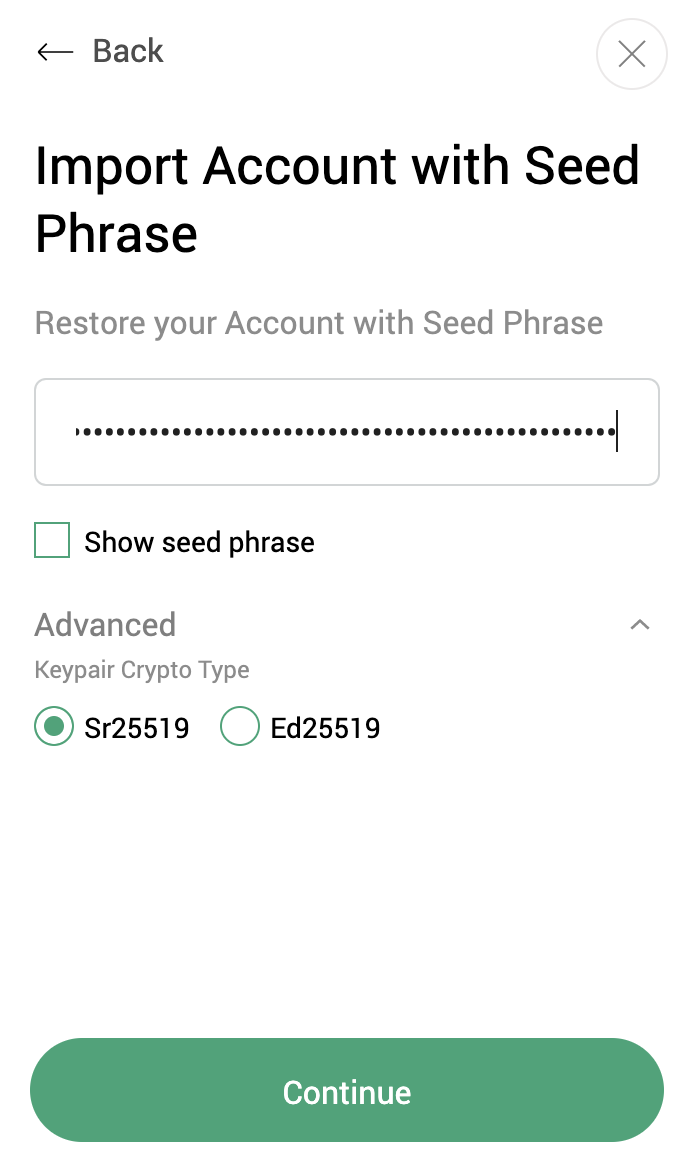 Back
Import Account with Seed
Phrase
Restore your Account with Seed Phrase
Show seed phrase
Advanced
Keypair Crypto Type
Sr25519 Ed25519
Continue